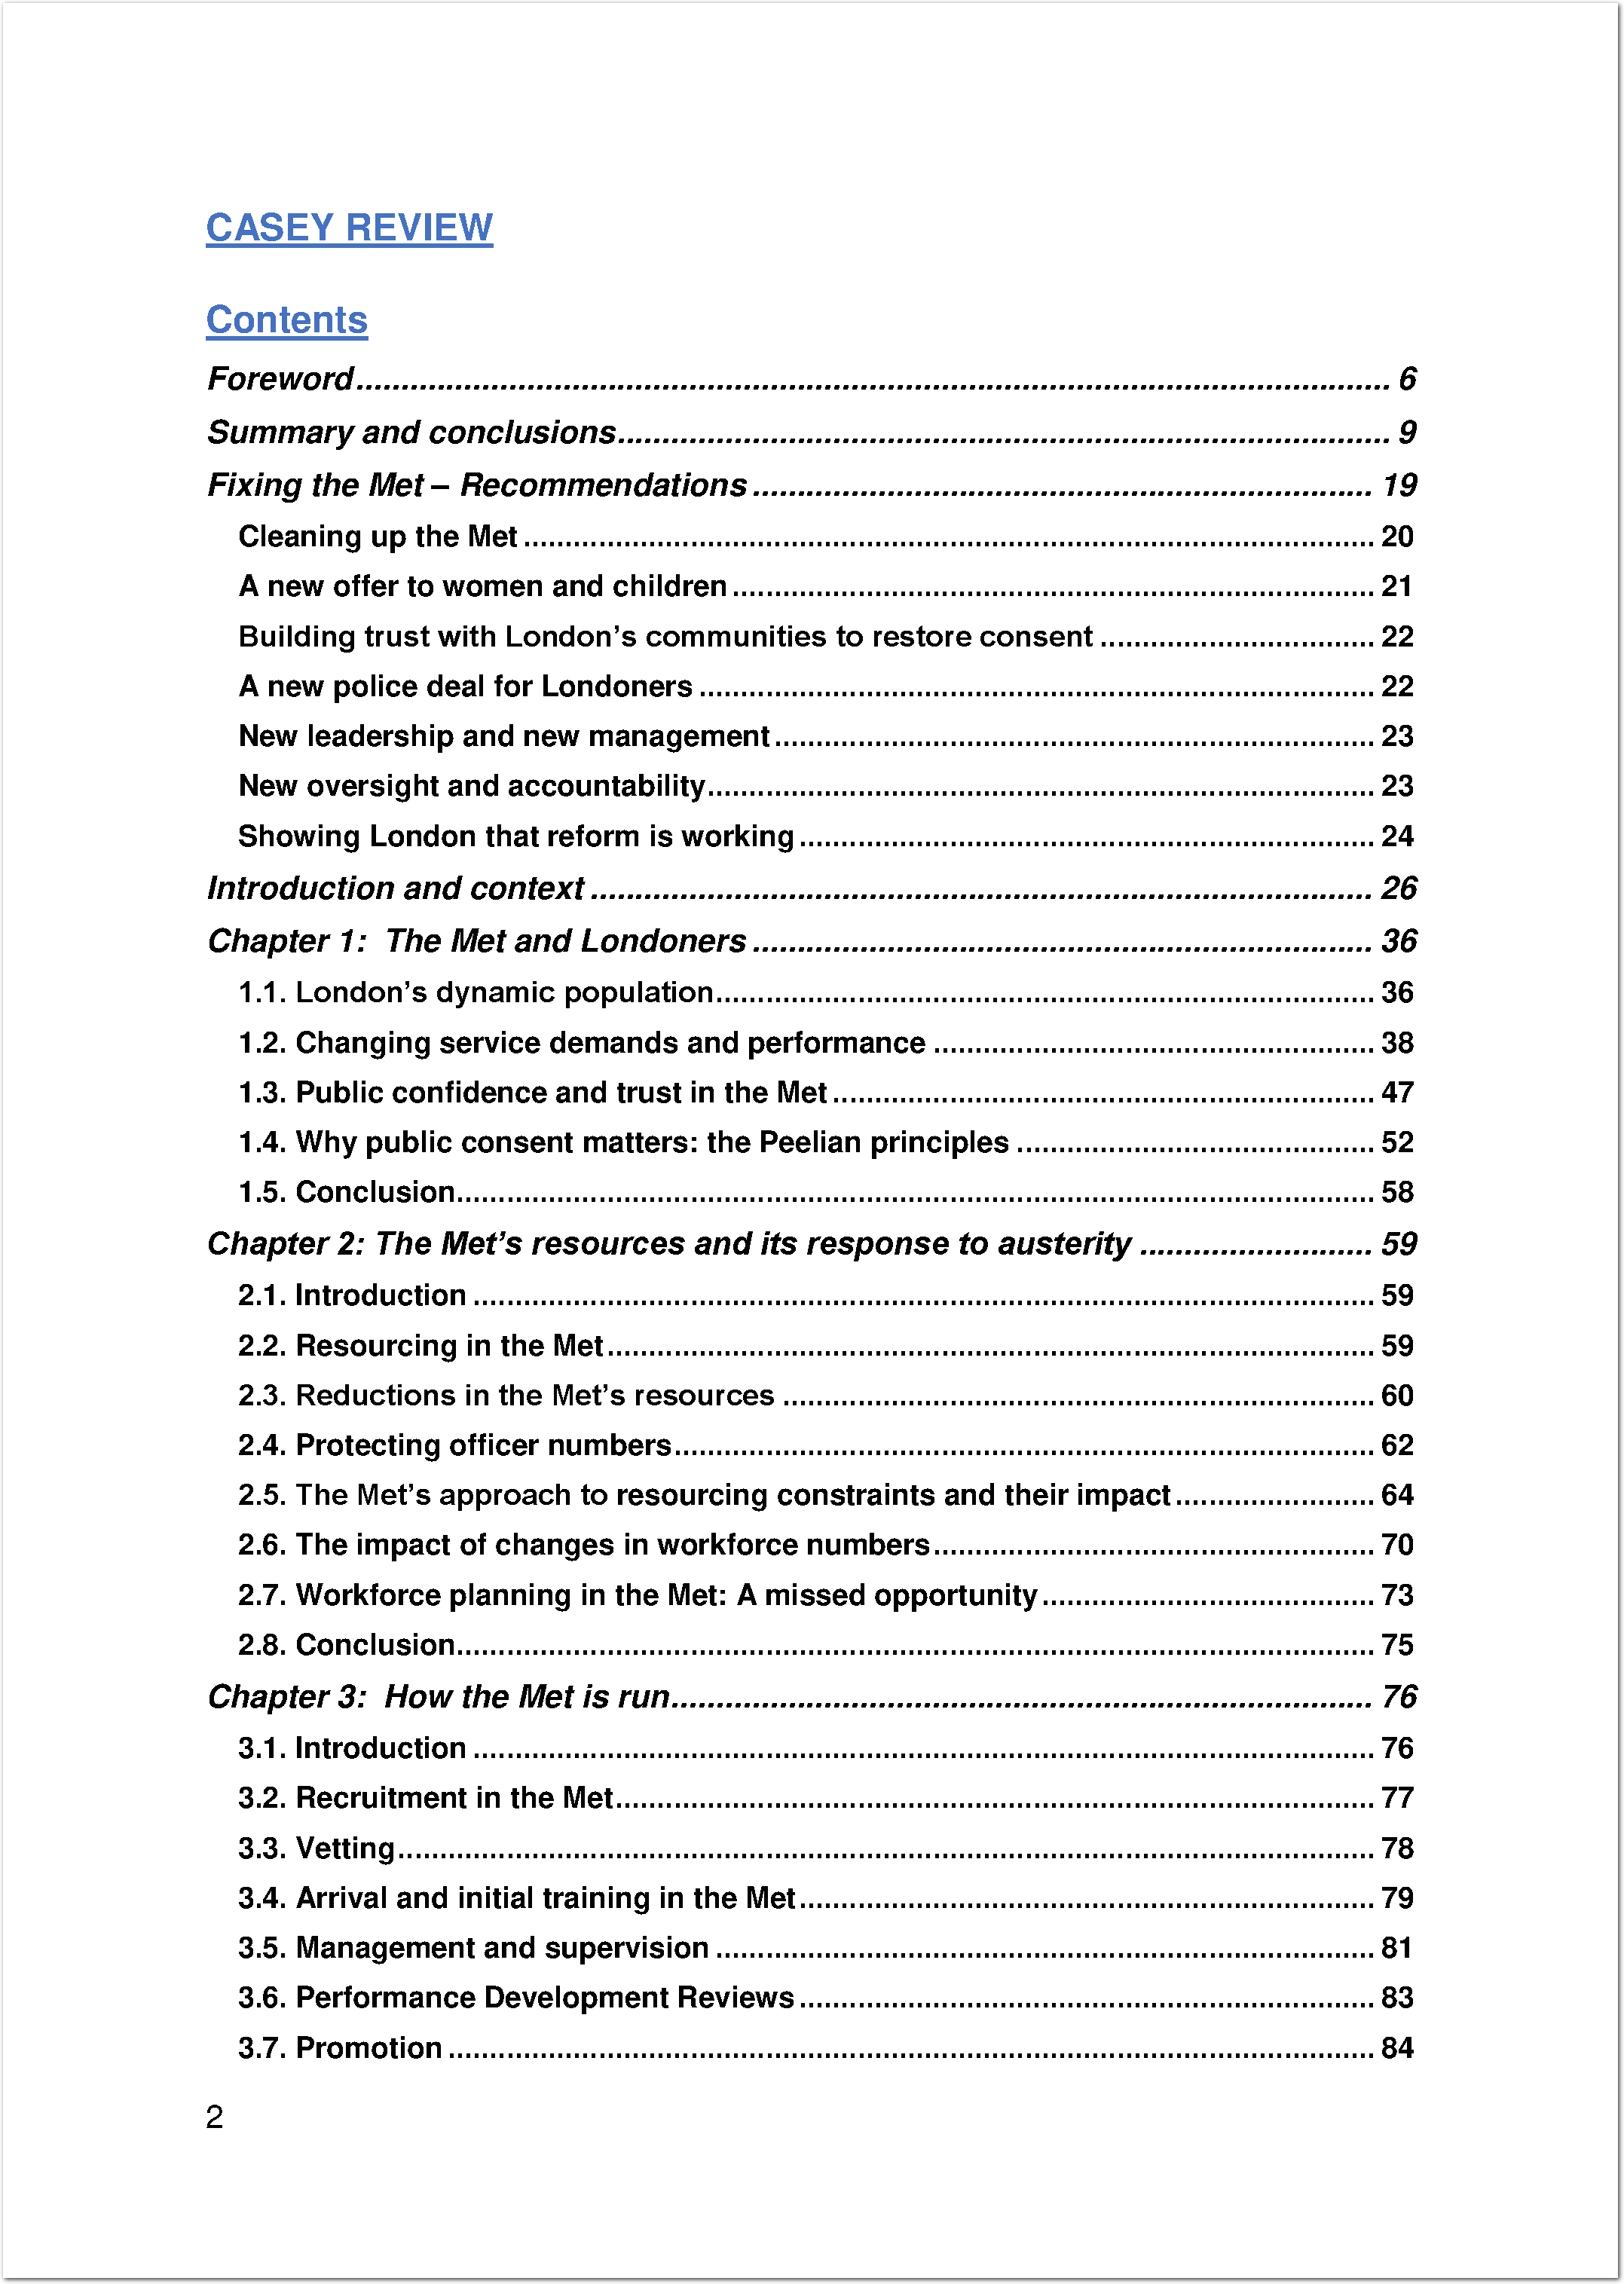 CASEY REVIEW
Contents
Foreword........................................................................ 6
Summary and conclusions........................................................................ 9
Fixing the Met – Recommendations ........................................................................ 19
Cleaning up the Met ........................................................................ 20
A new offer to women and children ........................................................................ 21
Building trust with London’s communities to restore consent ................................. 22
A new police deal for Londoners ........................................................................ 22
New leadership and new management........................................................................ 23
New oversight and accountability........................................................................ 23
Showing London that reform is working ........................................................................ 24
Introduction and context ........................................................................ 26
Chapter 1:  The Met and Londoners ........................................................................ 36
1.1. London’s dynamic population........................................................................ 36
1.2. Changing service demands and performance ..................................................... 38
1.3. Public confidence and trust in the Met ................................................................. 47
1.4. Why public consent matters: the Peelian principles ........................................... 52
1.5. Conclusion........................................................................ 58
Chapter 2: The Met’s resources and its response to austerity .......................... 59
2.1. Introduction ........................................................................ 59
2.2. Resourcing in the Met........................................................................ 59
2.3. Reductions in the Met’s resources ....................................................................... 60
2.4. Protecting officer numbers........................................................................ 62
2.5. The Met’s approach to resourcing constraints and their impact........................ 64
2.6. The impact of changes in workforce numbers..................................................... 70
2.7. Workforce planning in the Met: A missed opportunity........................................ 73
2.8. Conclusion........................................................................ 75
Chapter 3:  How the Met is run........................................................................ 76
3.1. Introduction ........................................................................ 76
3.2. Recruitment in the Met........................................................................ 77
3.3. Vetting........................................................................ 78
3.4. Arrival and initial training in the Met..................................................................... 79
3.5. Management and supervision ........................................................................ 81
3.6. Performance Development Reviews ..................................................................... 83
3.7. Promotion ........................................................................ 84
2